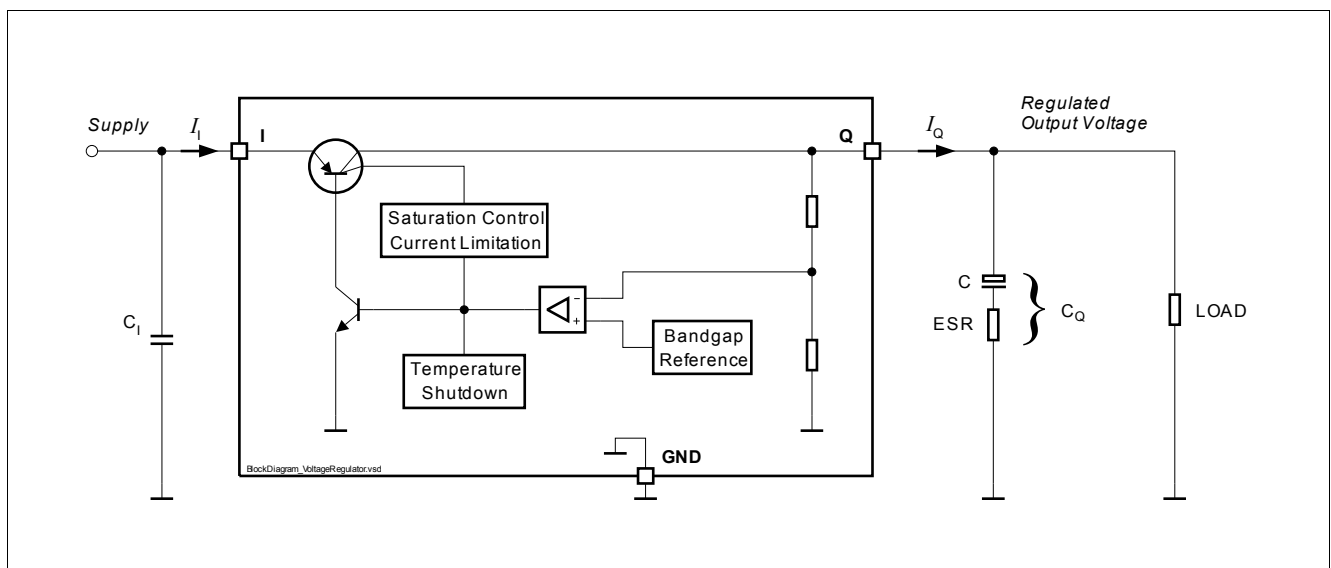 Supply
I_I
I
Q
I_Q
Regulated
Output Voltage
Saturation Control
Current Limitation
C_I
-
+
Bandgap
Reference
Temperature
Shutdown
C
ESR
C_Q
LOAD
GND
BlockDiagram_VoltageRegulator.vsd